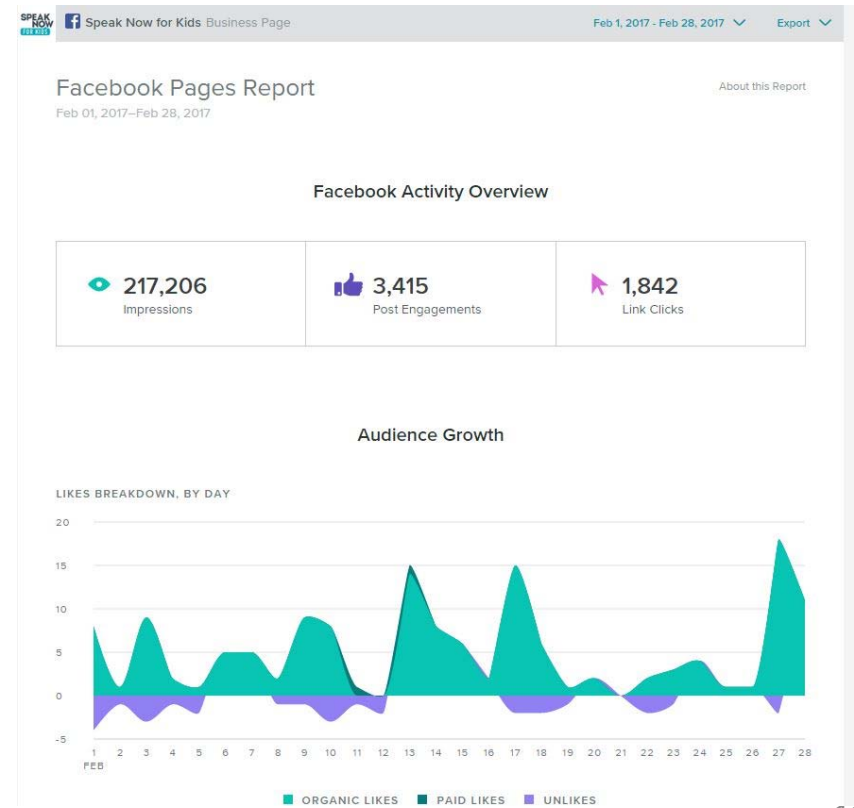 SPEAK
NOW
FOR KIDS
Speak Now for Kids Business Page
Feb 1, 2017 - Feb 28, 2017
Export
Facebook Pages Report
About this Report
Feb 01, 2017–Feb 28, 2017
Facebook Activity Overview
217,206
Impressions
3,415
Post Engagements
1,842
Link Clicks
Audience Growth
LIKES BREAKDOWN, BY DAY
20
15
10
5
0
-5
1 2 3 4 5 6 7 8 9 10 11 12 13 14 15 16 17 18 19 20 21 22 23 24 25 26 27 28
FEB
ORGANIC LIKES PAID LIKES UNLIKES